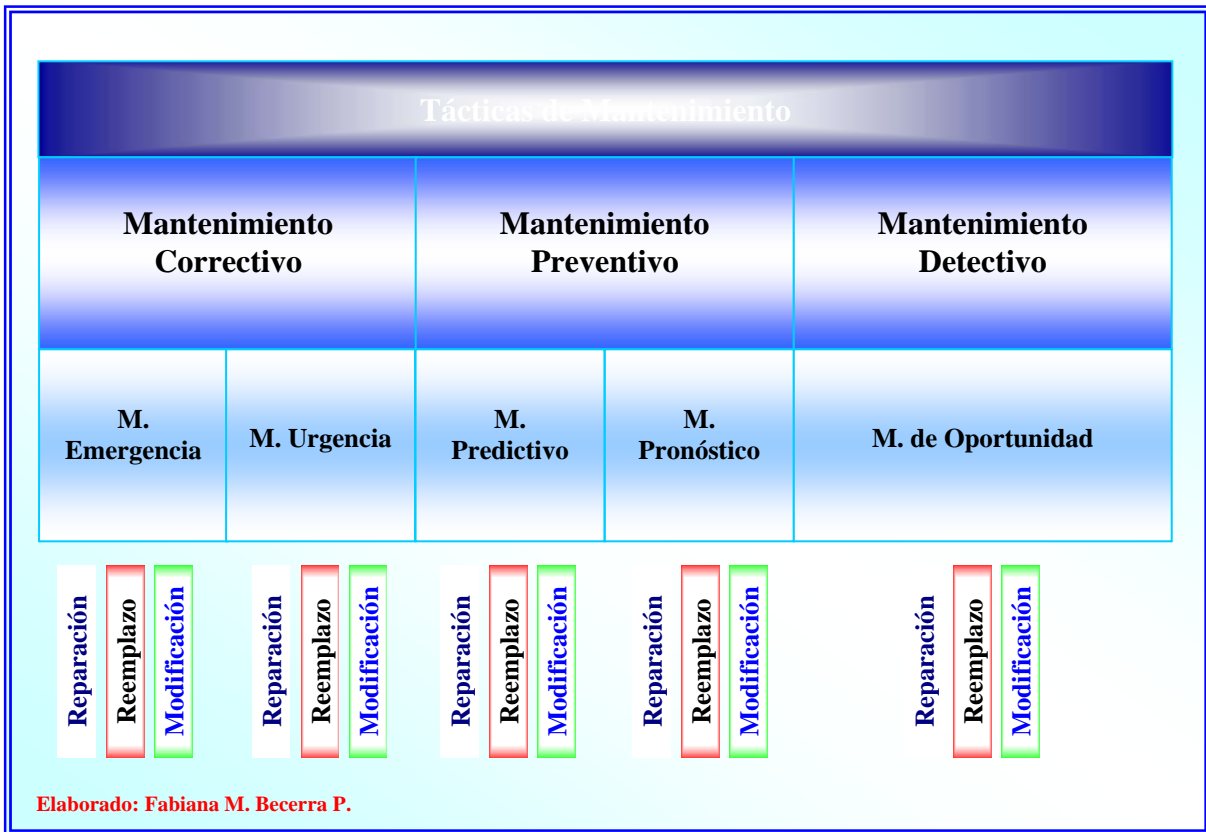 Tácticas de Mantenimiento
Mantenimiento
Correctivo
Mantenimiento
Preventivo
Mantenimiento
Detectivo
M.
Emergencia
M. Urgencia
M.
Predictivo
M.
Pronóstico
M. de Oportunidad
Reparación
Reemplazo
Modificación
Reparación
Reemplazo
Modificación
Reparación
Reemplazo
Modificación
Reparación
Reemplazo
Modificación
Reparación
Reemplazo
Modificación
Elaborado: Fabiana M. Becerra P.